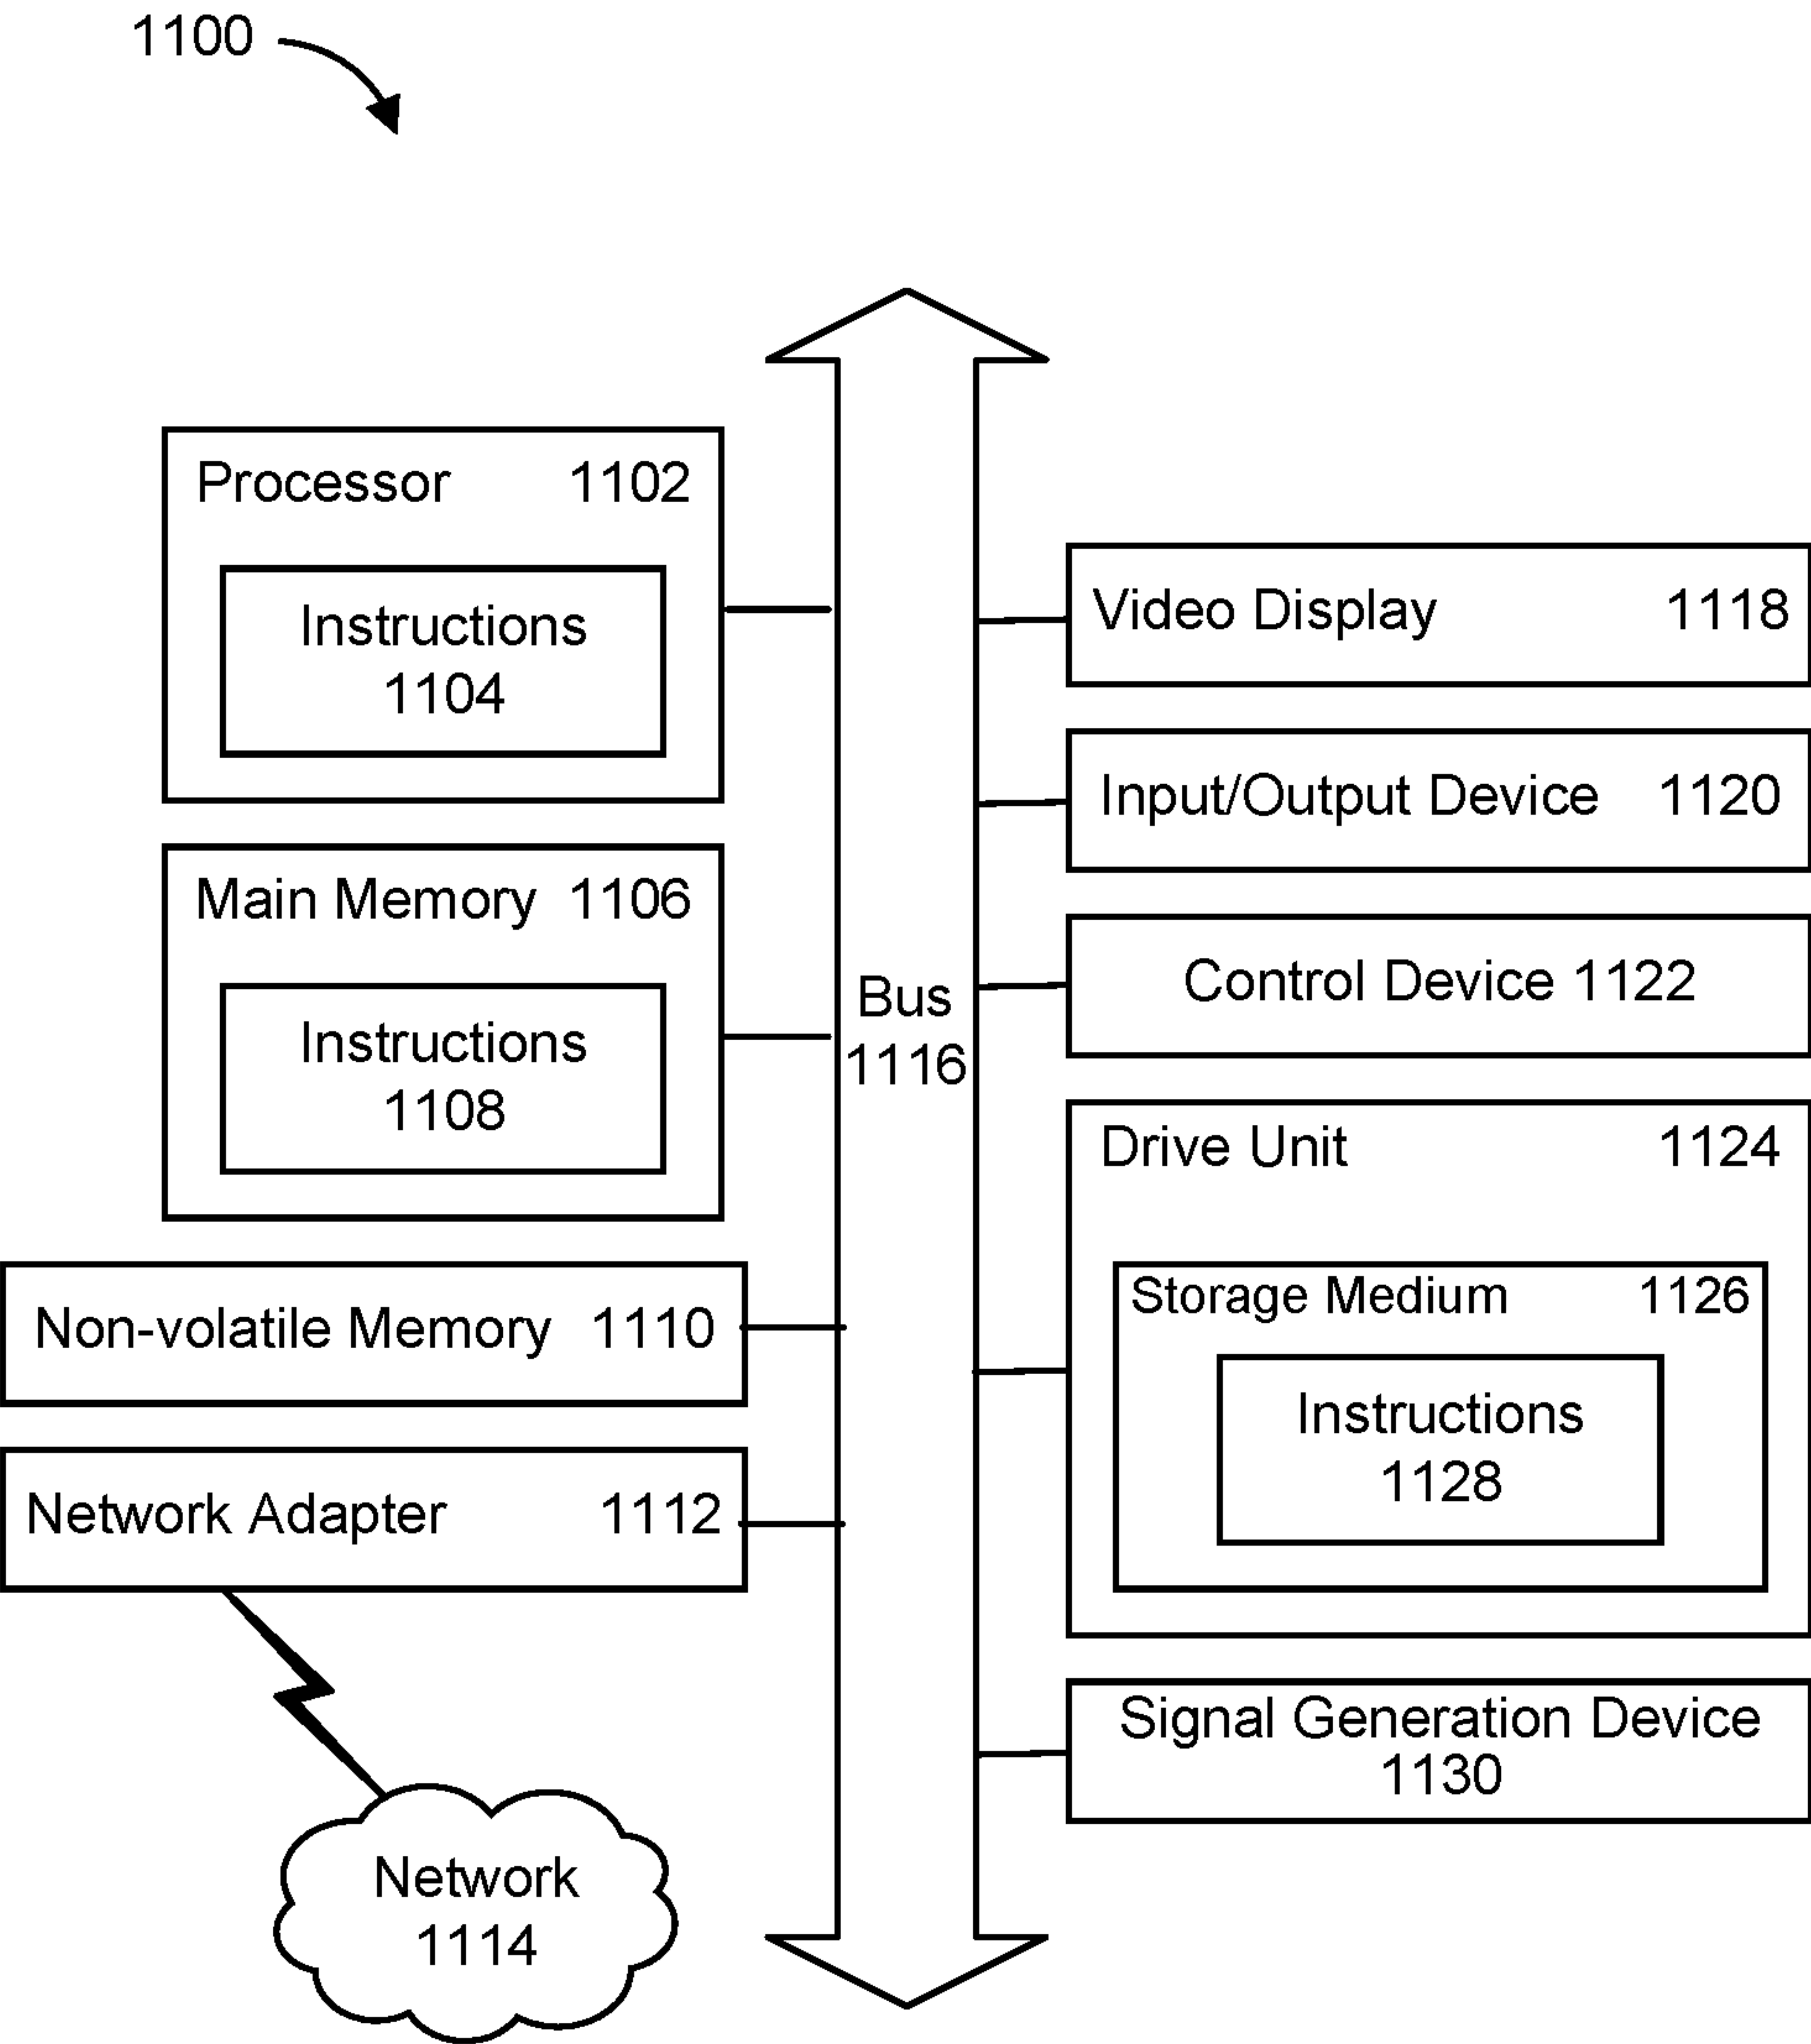 1100
Processor 1102
Instructions
1104
Main Memory 1106
Instructions
1108
Non-volatile Memory 1110
Network Adapter 1112
Network
1114
Bus
1116
Video Display 1118
Input/Output Device 1120
Control Device 1122
Drive Unit 1124
Storage Medium 1126
Instructions
1128
Signal Generation Device
1130